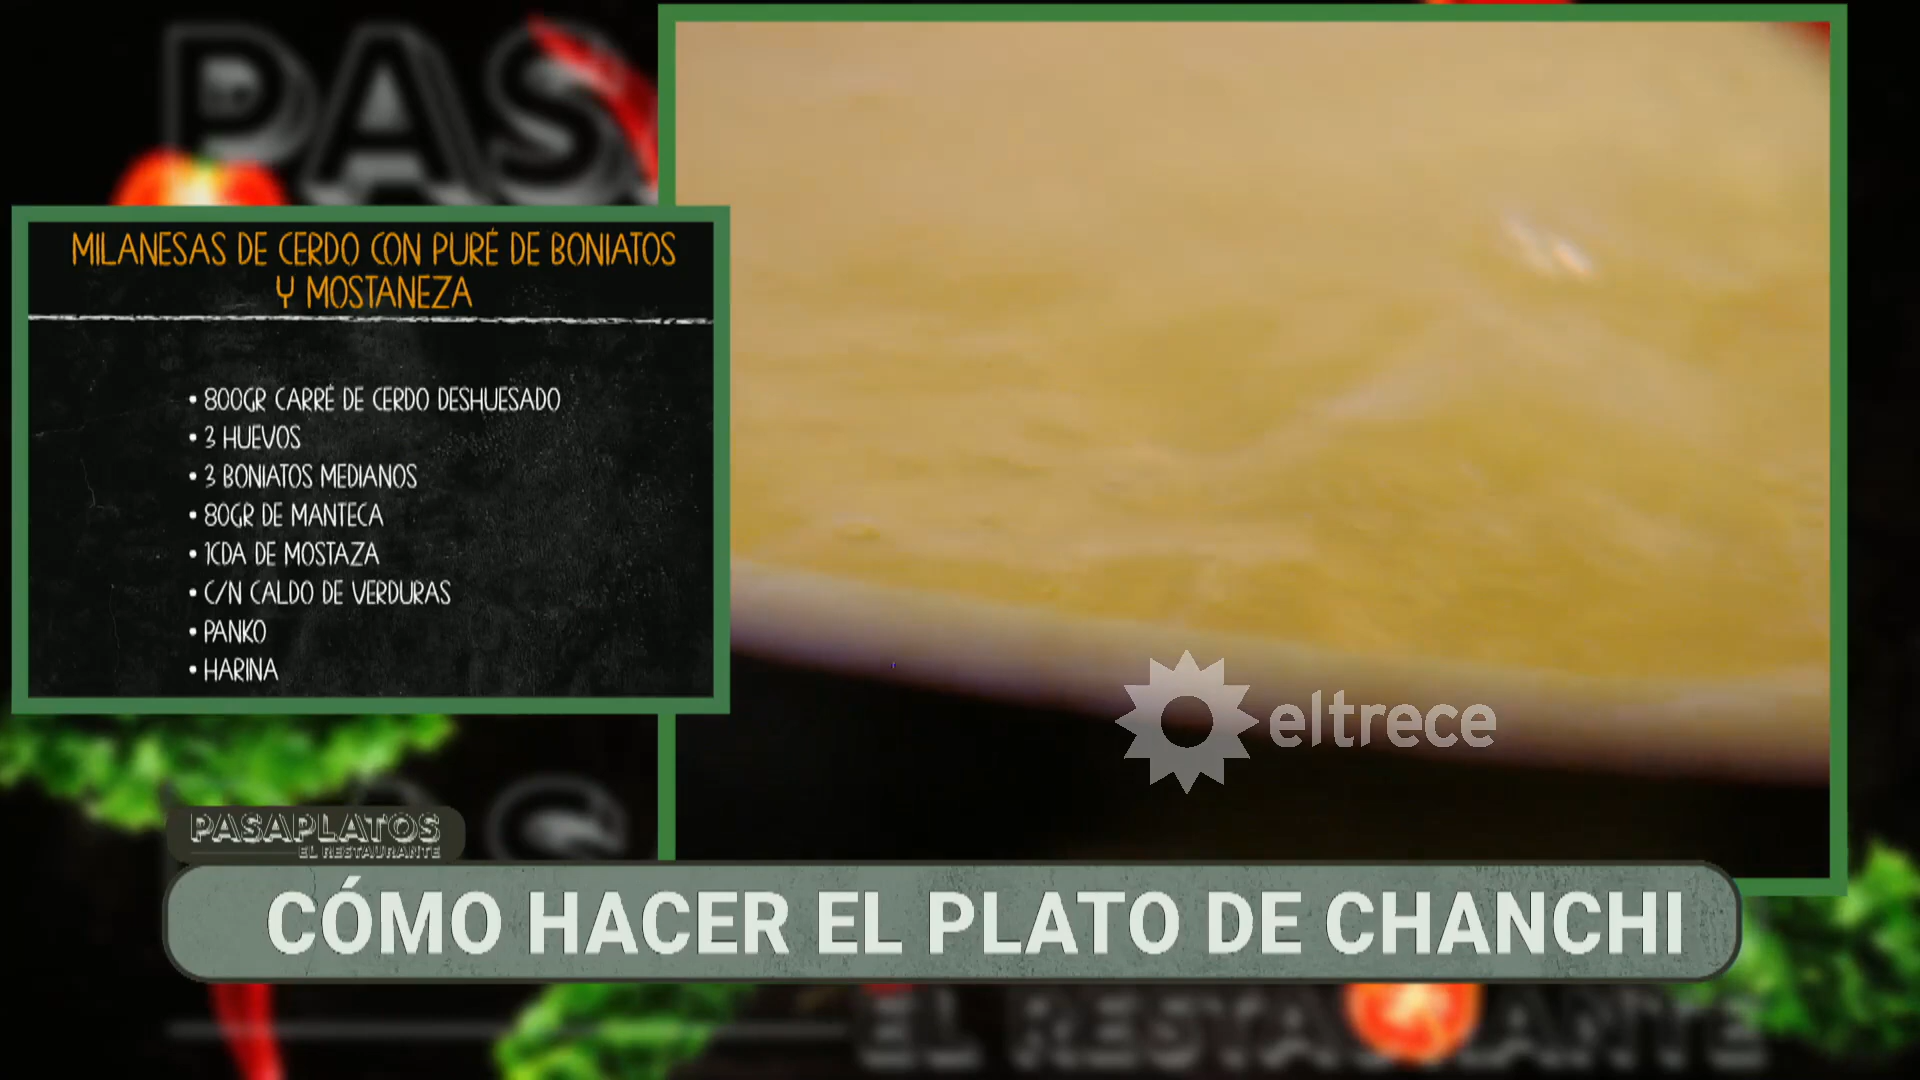 PAS
MILANESAS DE CERDO CON PURÉ DE BONIATOS
Y MOSTANEZA
• 800GR CARRÉ DE CERDO DESHUESADO
• 3 HUEVOS
• 3 BONIATOS MEDIANOS
• 80GR DE MANTECA
• 1CDA DE MOSTAZA
• C/N CALDO DE VERDURAS
• PANKO
• HARINA
eltrece
PASAPLATOS
EL RESTAURANTE
CÓMO HACER EL PLATO DE CHANCHI
EL RESTAURANTE